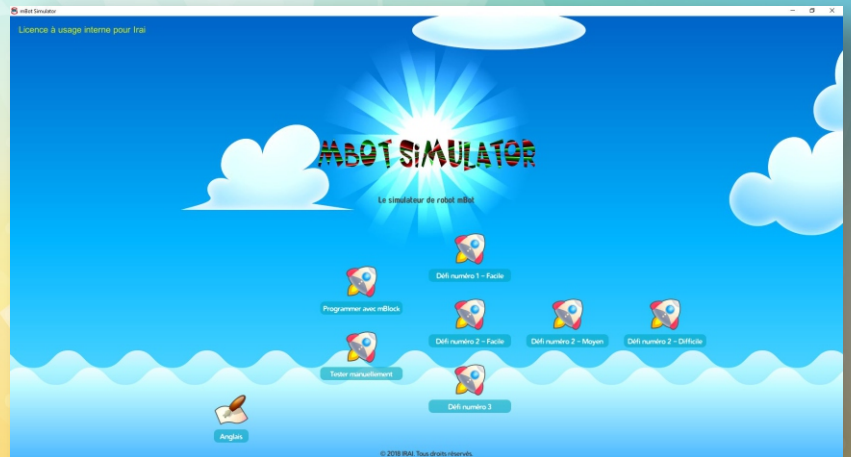 mBot Simulator
Licence à usage interne pour Irai
MBOT SIMULATOR
Le simulateur de robot mBot
Défi numéro 1 - Facile
Programmer avec mBlock
Défi numéro 2 - Facile
Défi numéro 2 - Moyen
Défi numéro 2 - Difficile
Tester manuellement
Défi numéro 3
Anglais
© 2016 IRAI. Tous droits réservés.